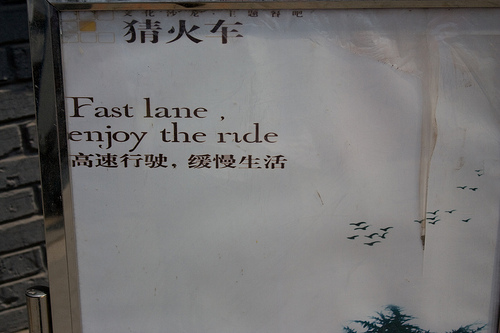 猜火车
Fast lane ,
enjoy the ride
高速行驶，缓慢生活